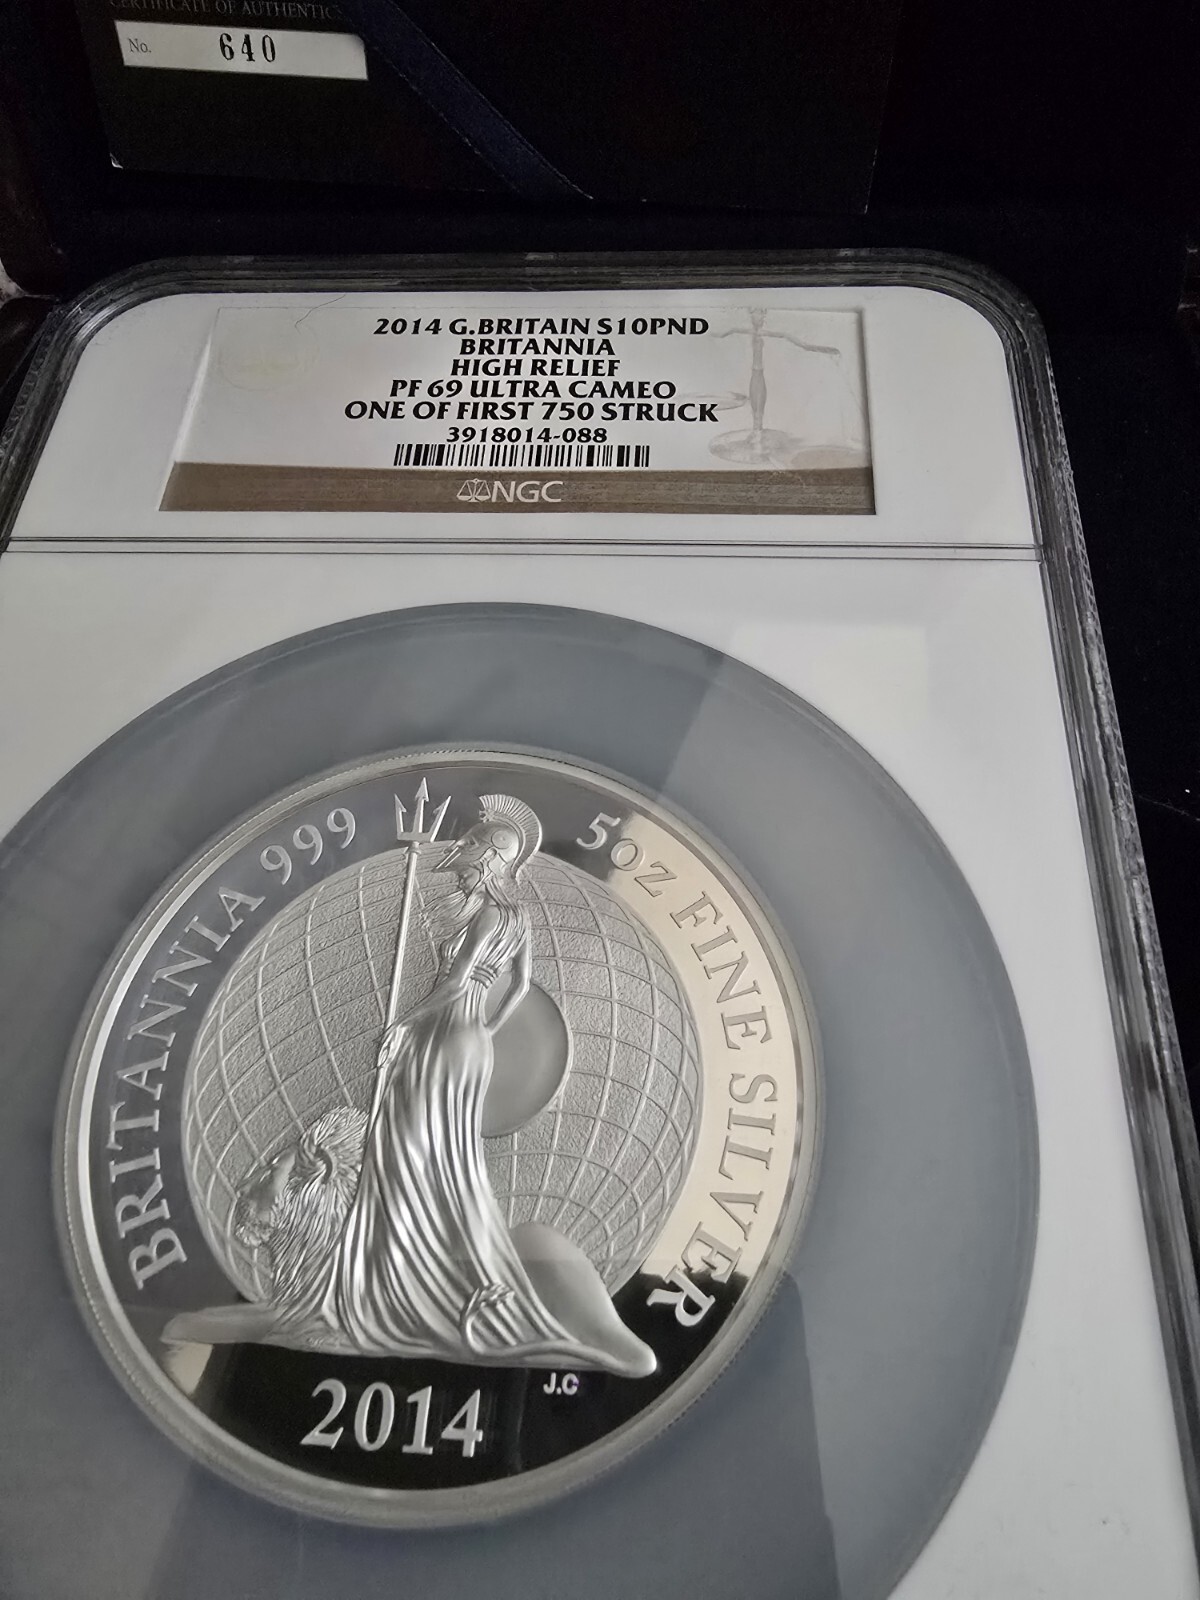 CERTIFICATE OF AUTHENTIC
No. 640
2014 G.BRITAIN S10PND
BRITANNIA
HIGH RELIEF
PF 69 ULTRA CAMEO
ONE OF FIRST 750 STRUCK
3918014-088
NGC
BRITANNIA 999
5OZ FINE SILVER
J.C
2014